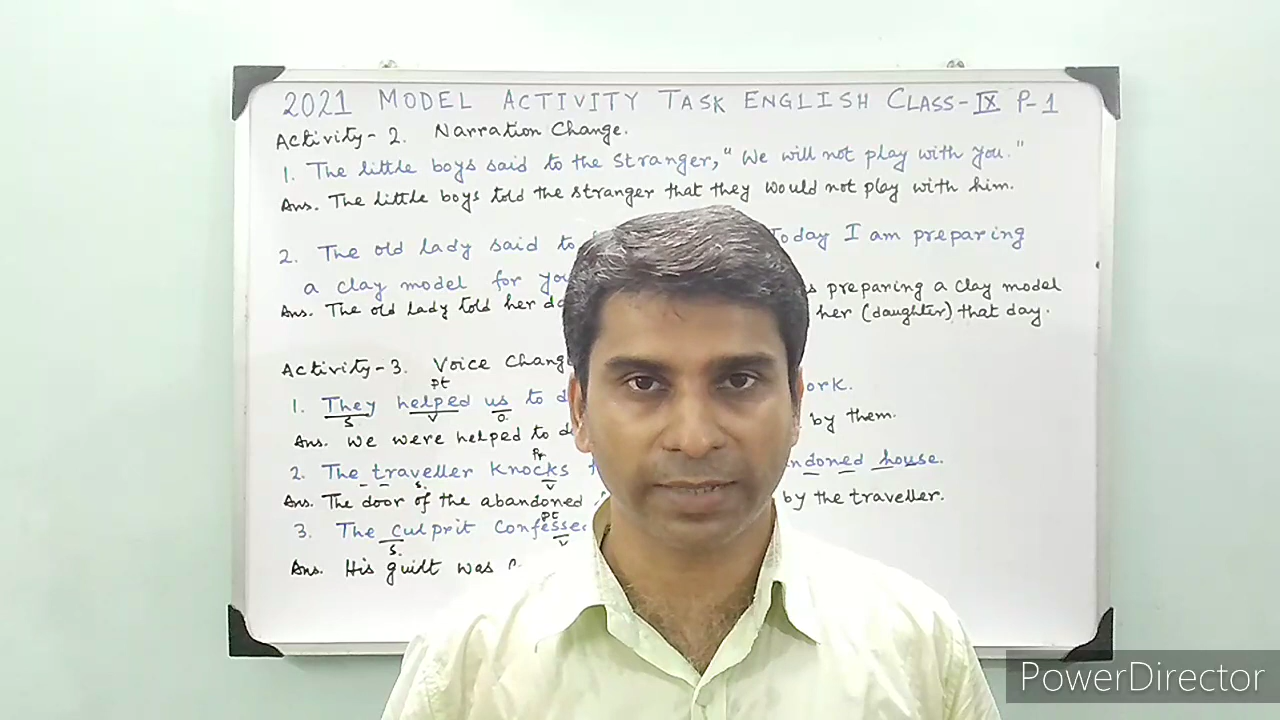 2021 MODEL ACTIVITY TASK ENGLISH CLASS-IX P-1
Activity-2. Narration Change.
1. The little boys said to the stranger, "We will not play with you."
Ans. The little boys told the stranger that they would not play with him.
2. The old lady said to Today I am preparing
a clay model for you
Ans. The old lady told her preparing a clay model
her (daughter) that day.
Activity-3. Voice Change
pt
1. They helped us to
S V O.
Ans. We were helped to by them.
Pr
2. The traveller knocks house.
S. V
Ans. The door of the abandoned by the traveller.
pt
3. The culprit
S. V
Ans. His guilt was
PowerDirector